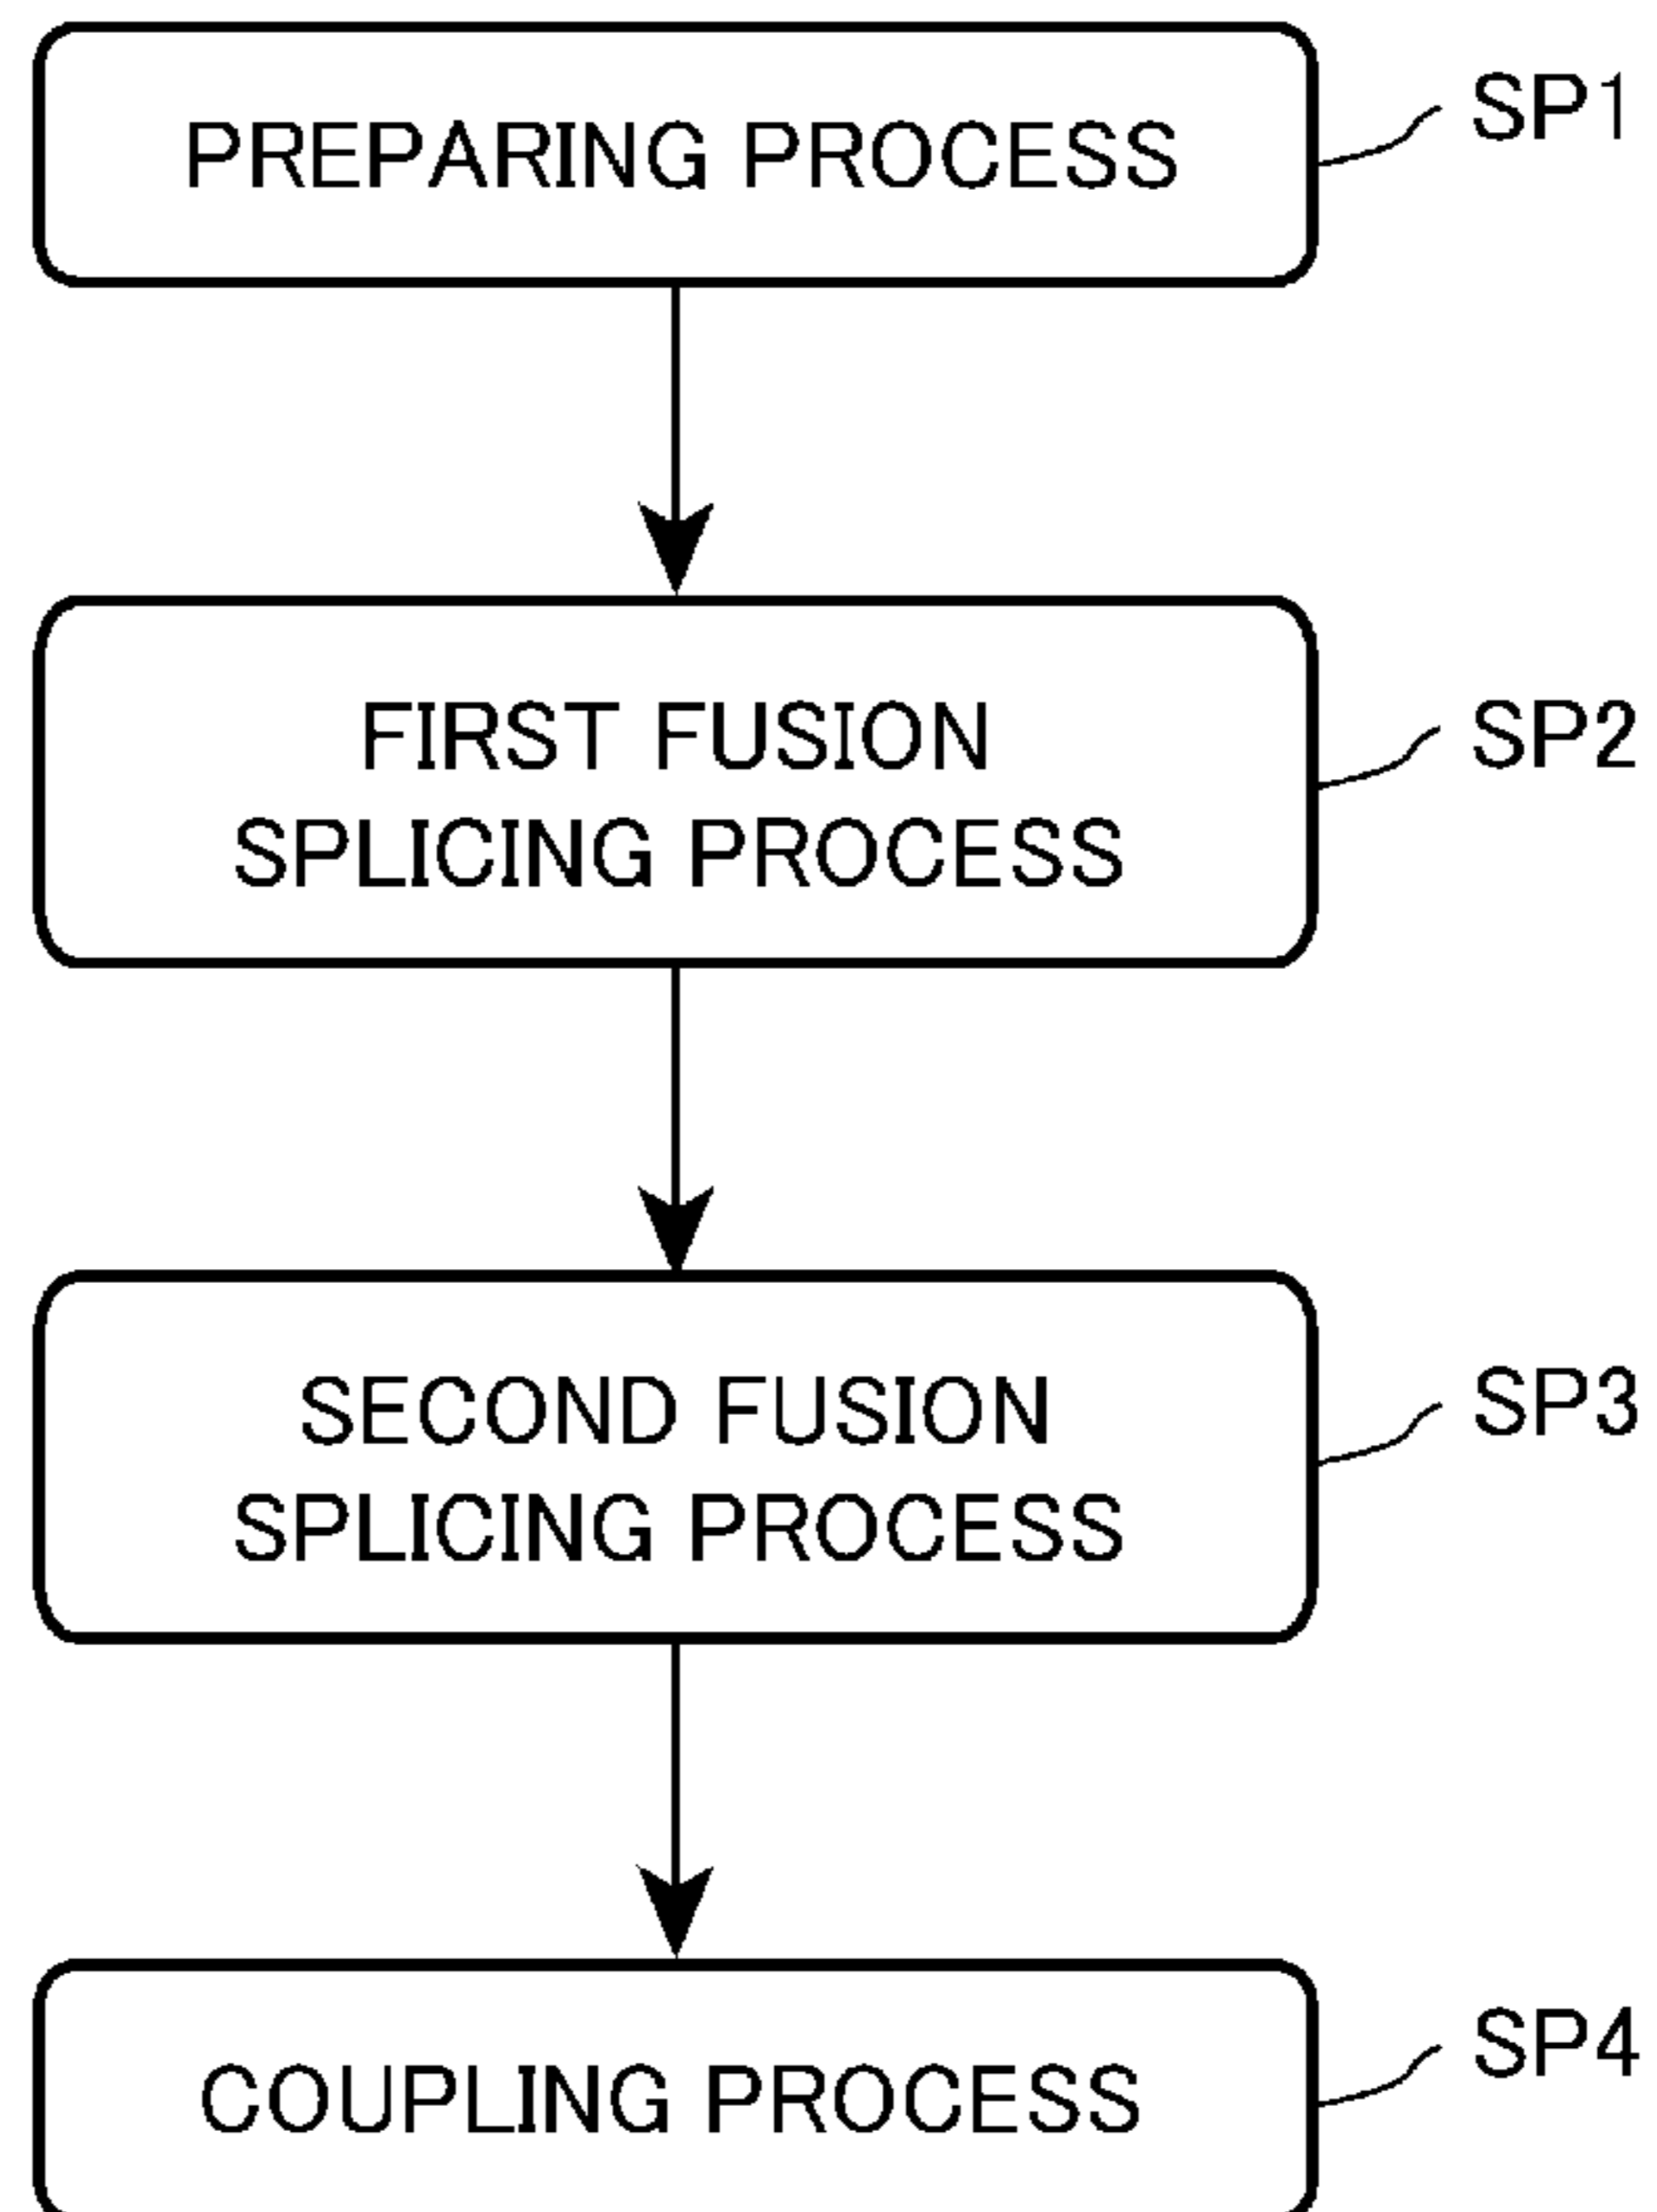 PREPARING PROCESS
SP1
FIRST FUSION
SPLICING PROCESS
SP2
SECOND FUSION
SPLICING PROCESS
SP3
COUPLING PROCESS
SP4